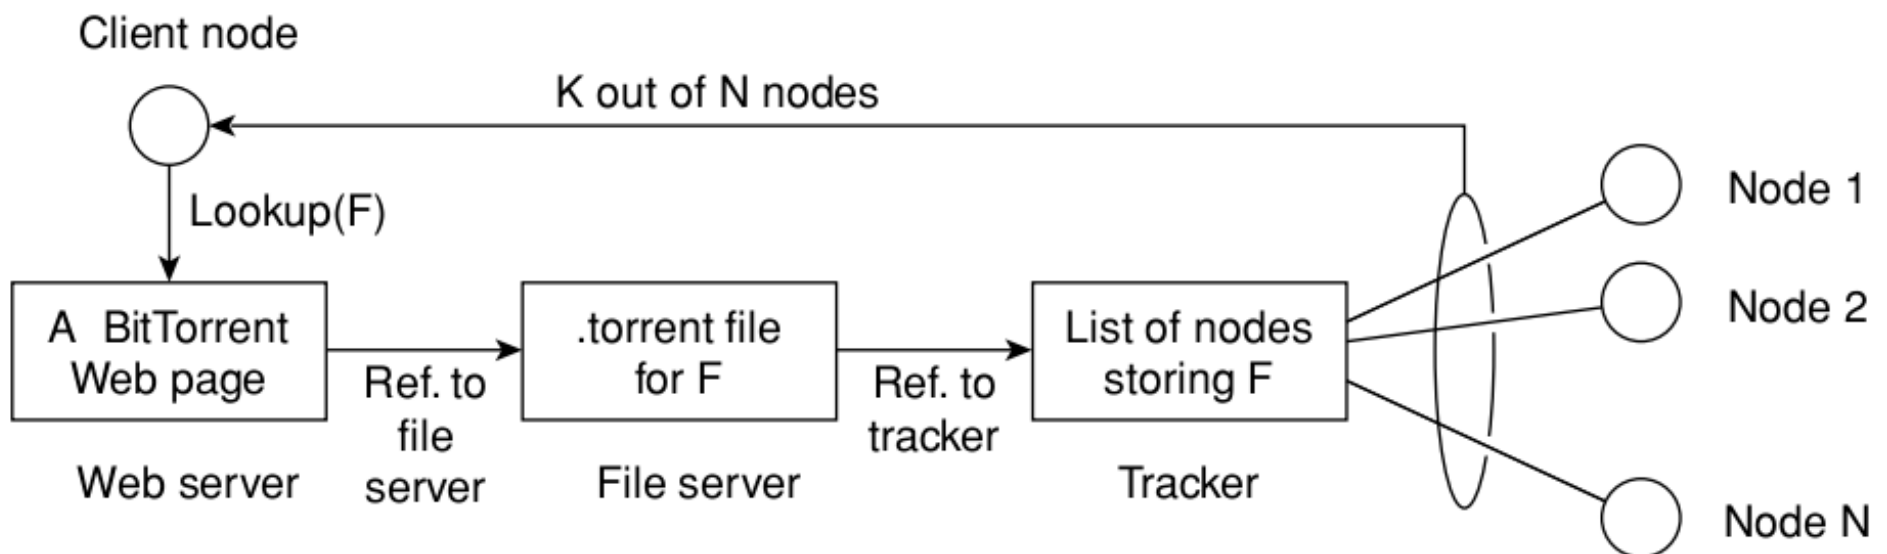 Client node
K out of N nodes
Lookup(F)
Node 1
Node 2
A BitTorrent
Web page
Ref. to
file
server
.torrent file
for F
Ref. to
tracker
List of nodes
storing F
Web server
File server
Tracker
Node N